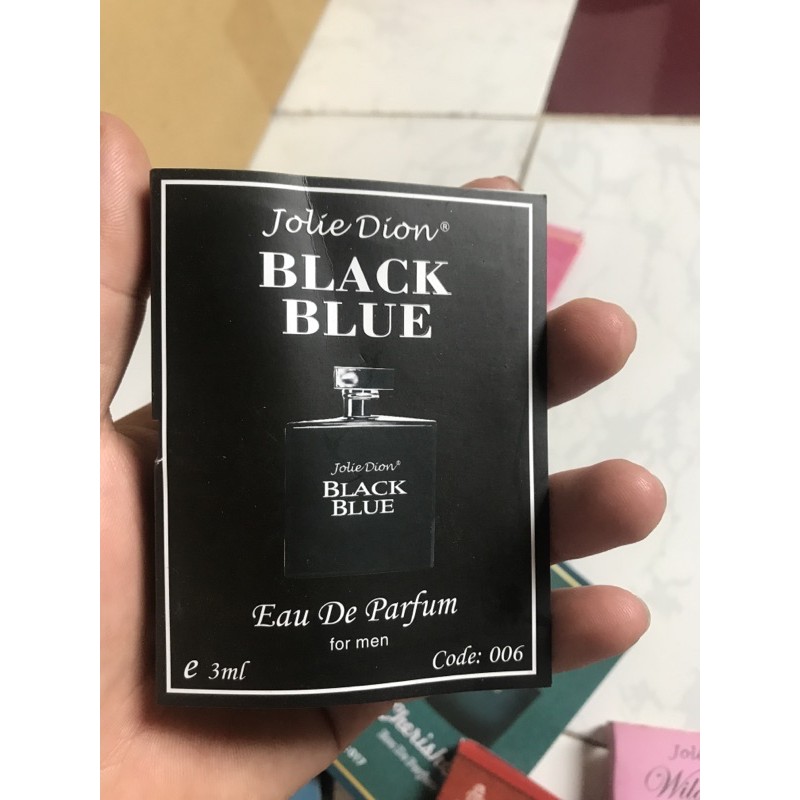 Jolie Dion®
BLACK
BLUE
Jolie Dion®
BLACK
BLUE
Eau De Parfum
for men
e 3ml
Code: 006